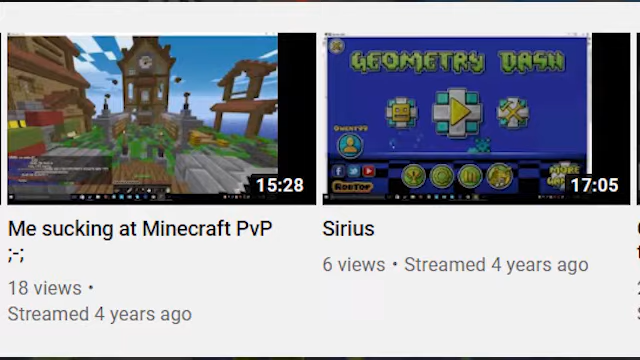 GEOMETRY DASH
RobTop
15:28
17:05
Me sucking at Minecraft PvP
;-;
18 views •
Streamed 4 years ago
Sirius
6 views • Streamed 4 years ago